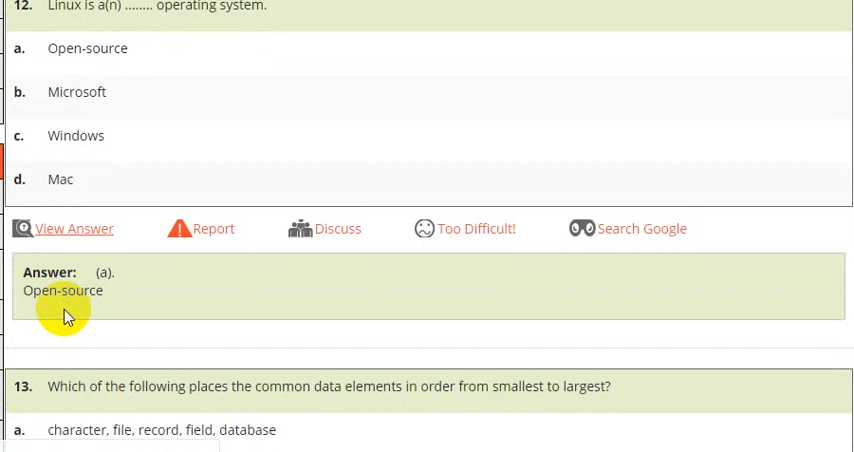 12. Linux is a(n) ........ operating system.
a. Open-source
b. Microsoft
c. Windows
d. Mac
View Answer Report Discuss Too Difficult! Search Google
Answer: (a).
Open-source
13. Which of the following places the common data elements in order from smallest to largest?
a. character, file, record, field, database